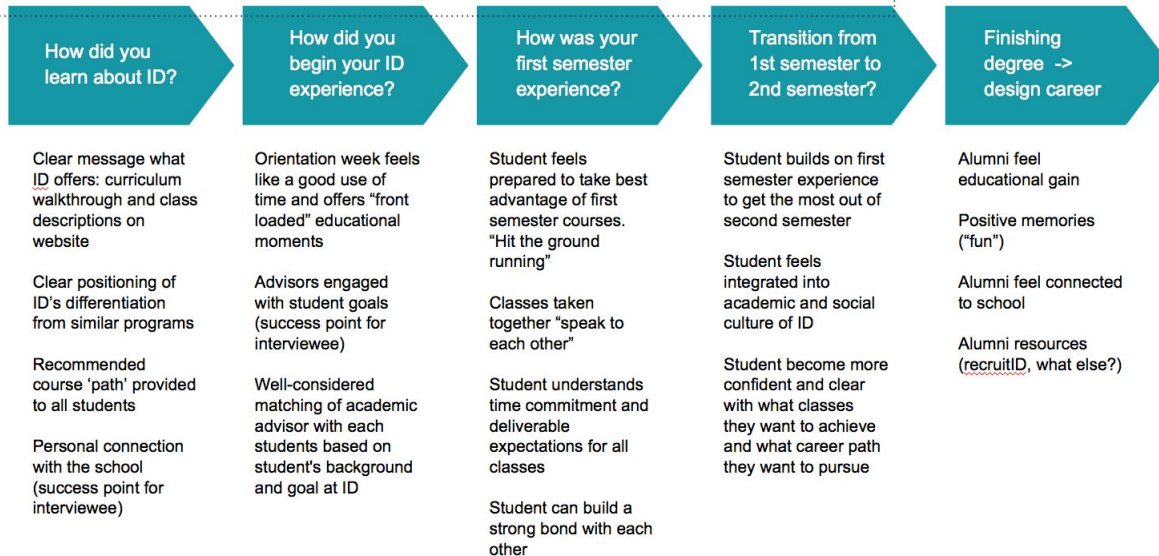 How did you
learn about ID?
How did you
begin your ID
experience?
How was your
first semester
experience?
Transition from
1st semester to
2nd semester?
Finishing
degree -> 
design career
Clear message what
ID offers: curriculum
walkthrough and class
descriptions on
website
Clear positioning of
ID's differentiation
from similar programs
Recommended
course 'path' provided
to all students
Personal connection
with the school
(success point for
interviewee)
Orientation week feels
like a good use of
time and offers “front
loaded” educational
moments
Advisors engaged
with student goals
(success point for
interviewee)
Well-considered
matching of academic
advisor with each
students based on
student's background
and goal at ID
Student feels
prepared to take best
advantage of first
semester courses.
“Hit the ground
running”
Classes taken
together “speak to
each other”
Student understands
time commitment and
deliverable
expectations for all
classes
Student can build a
strong bond with each
other
Student builds on first
semester experience
to get the most out of
second semester
Student feels
integrated into
academic and social
culture of ID
Student become more
confident and clear
with what classes
they want to achieve
and what career path
they want to pursue
Alumni feel
educational gain
Positive memories
(“fun”)
Alumni feel connected
to school
Alumni resources
(recruitID, what else?)